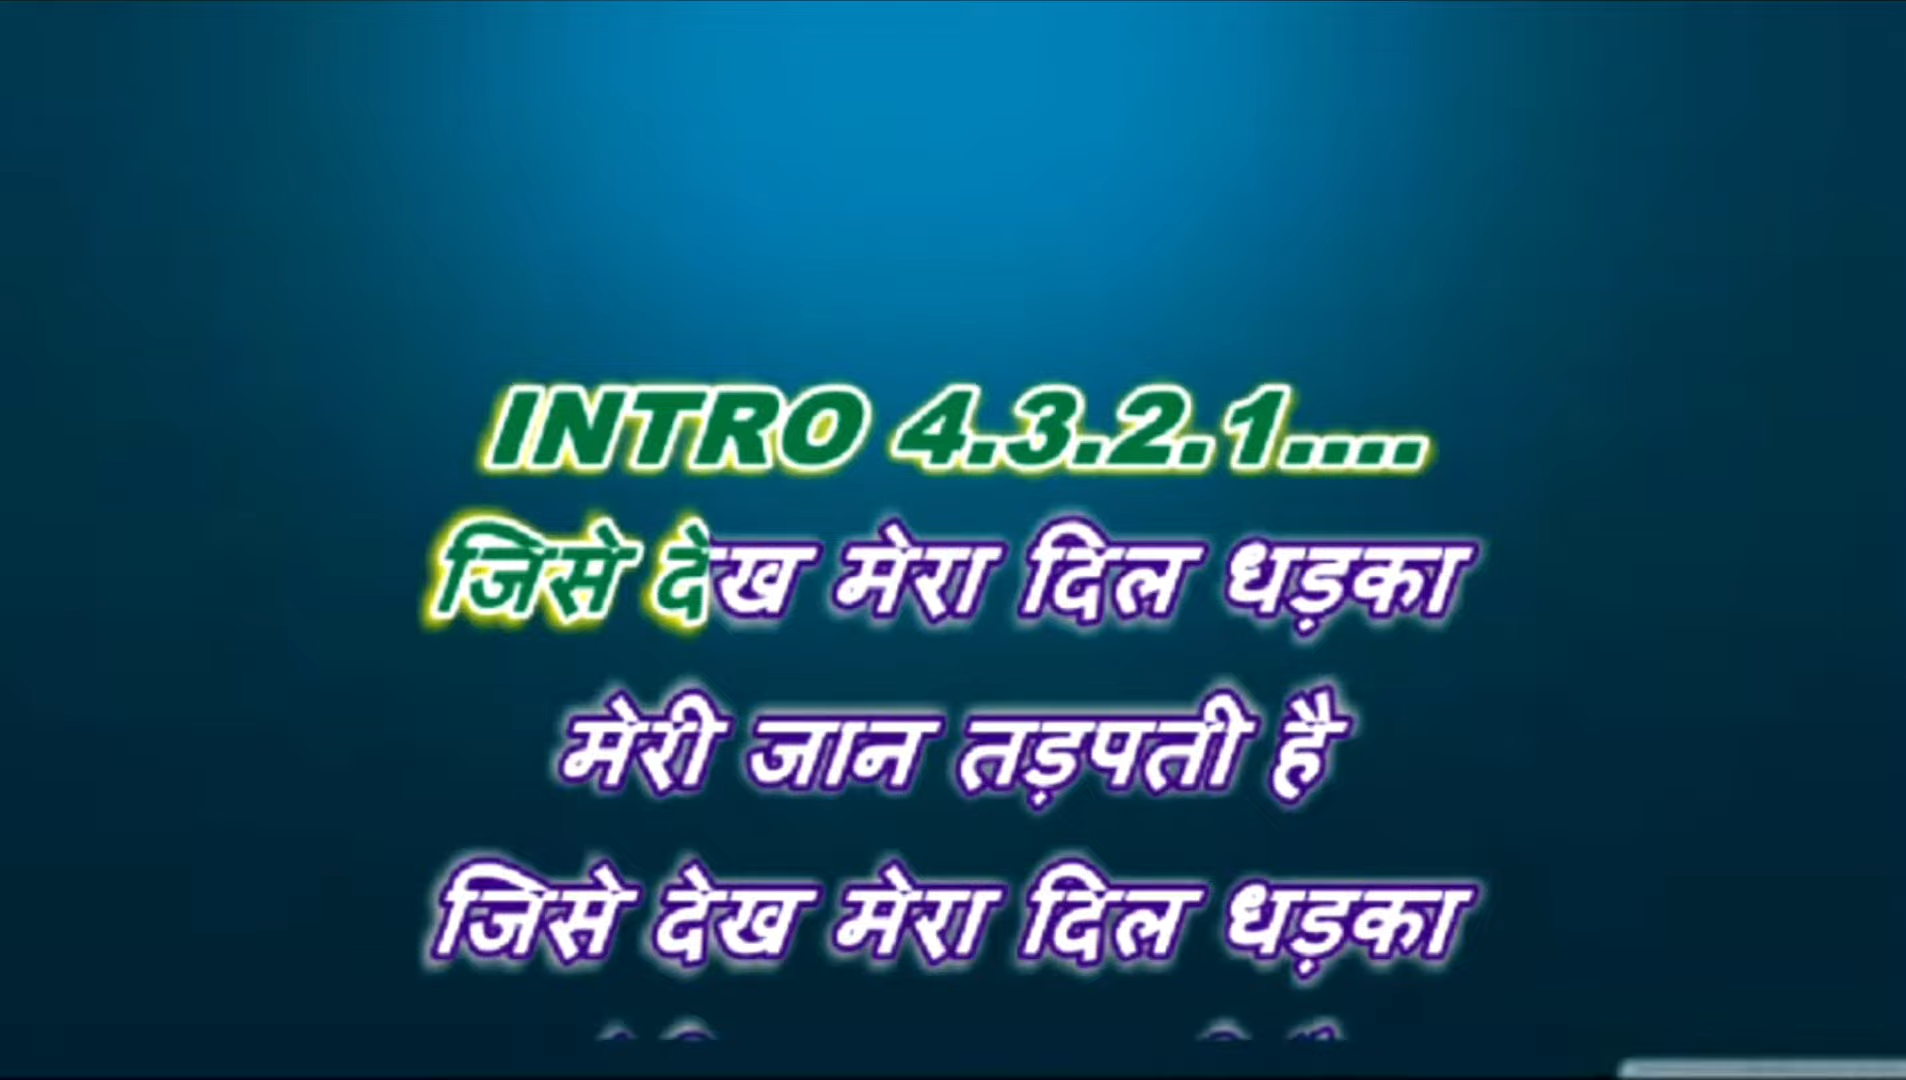 INTRO 4.3.2.1....
जिसे देख मेरा दिल धड़का
मेरी जान तड़पती है
जिसे देख मेरा दिल धड़का